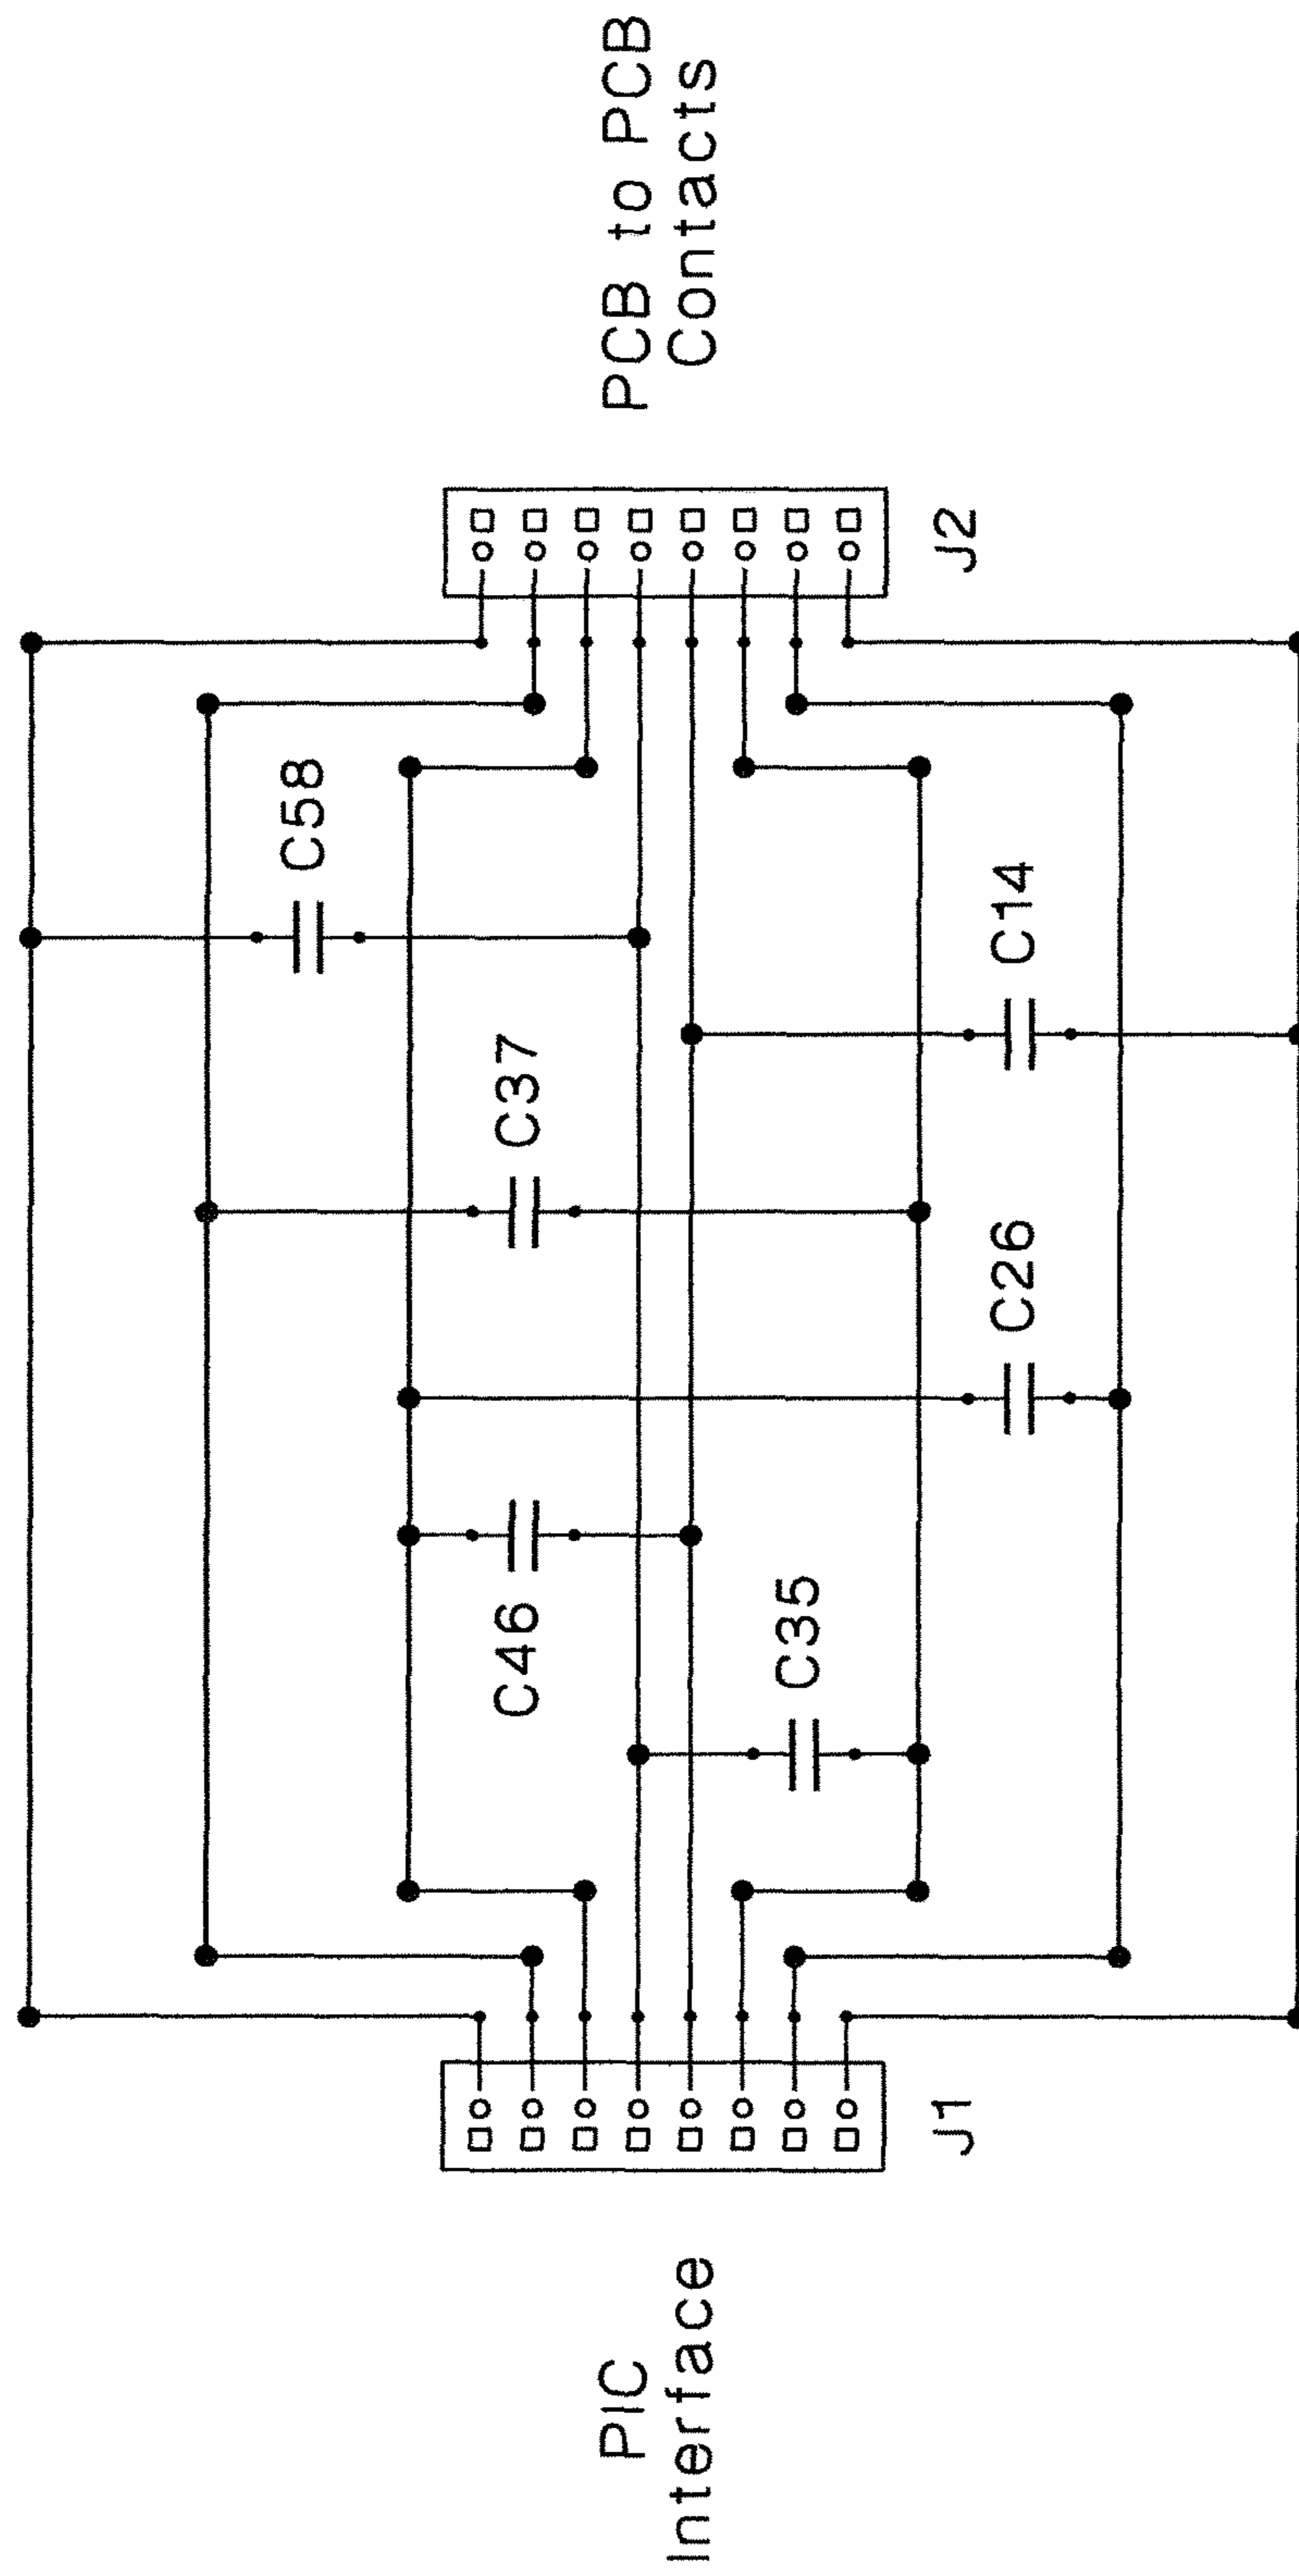 PIC
Interface
J1
C46
C35
C37
C26
C58
C14
J2
PCB to PCB
Contacts